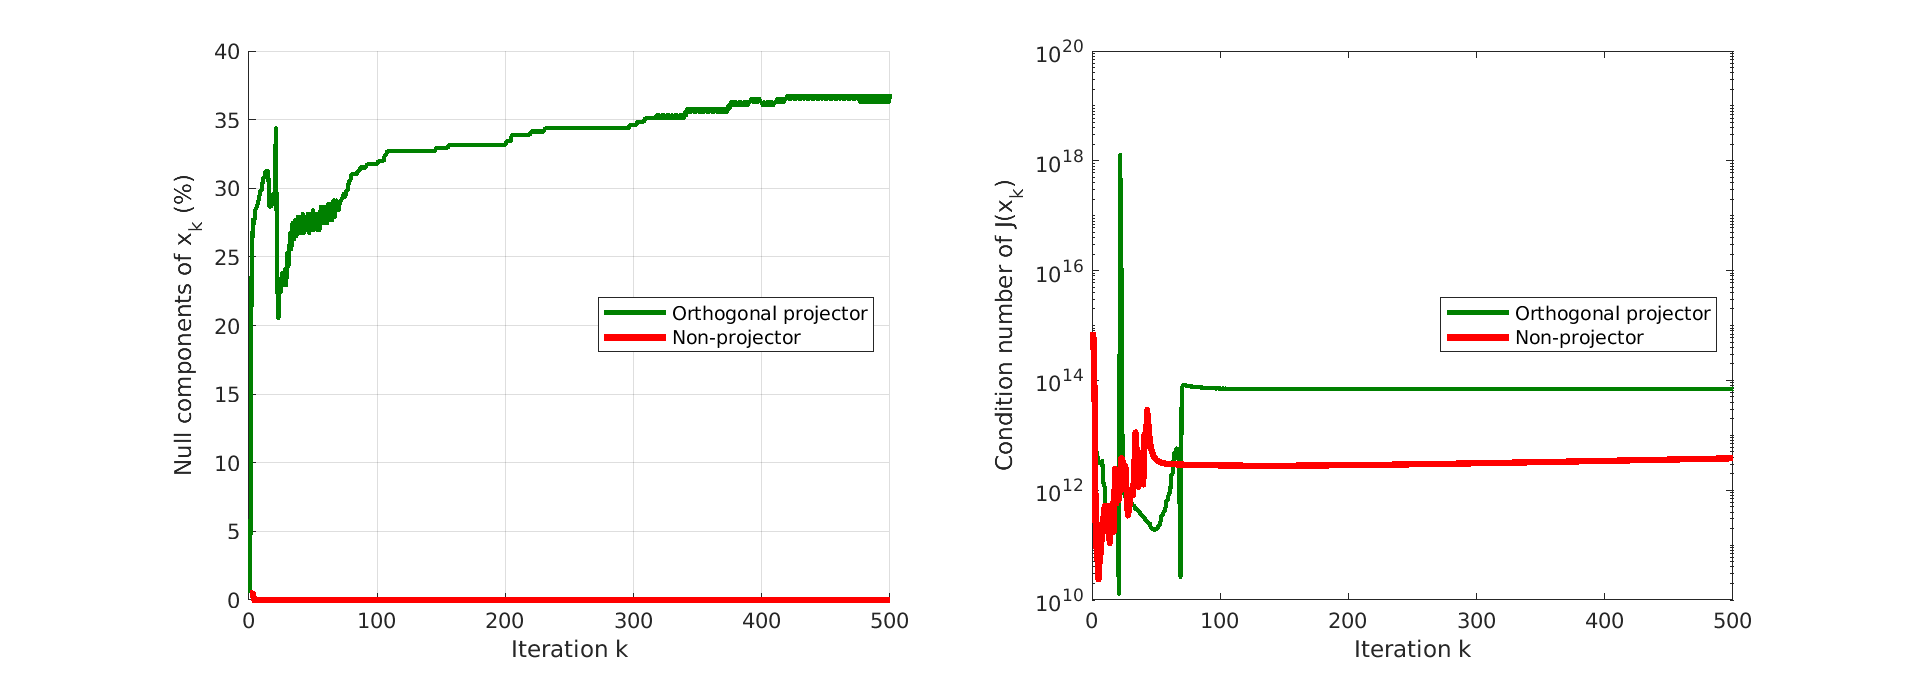 Null components of x_k (%)
40
35
30
25
20
15
10
5
0
0 100 200 300 400 500
Iteration k
Orthogonal projector
Non-projector
Condition number of J(x_k)
10^20
10^18
10^16
10^14
10^12
10^10
0 100 200 300 400 500
Iteration k
Orthogonal projector
Non-projector